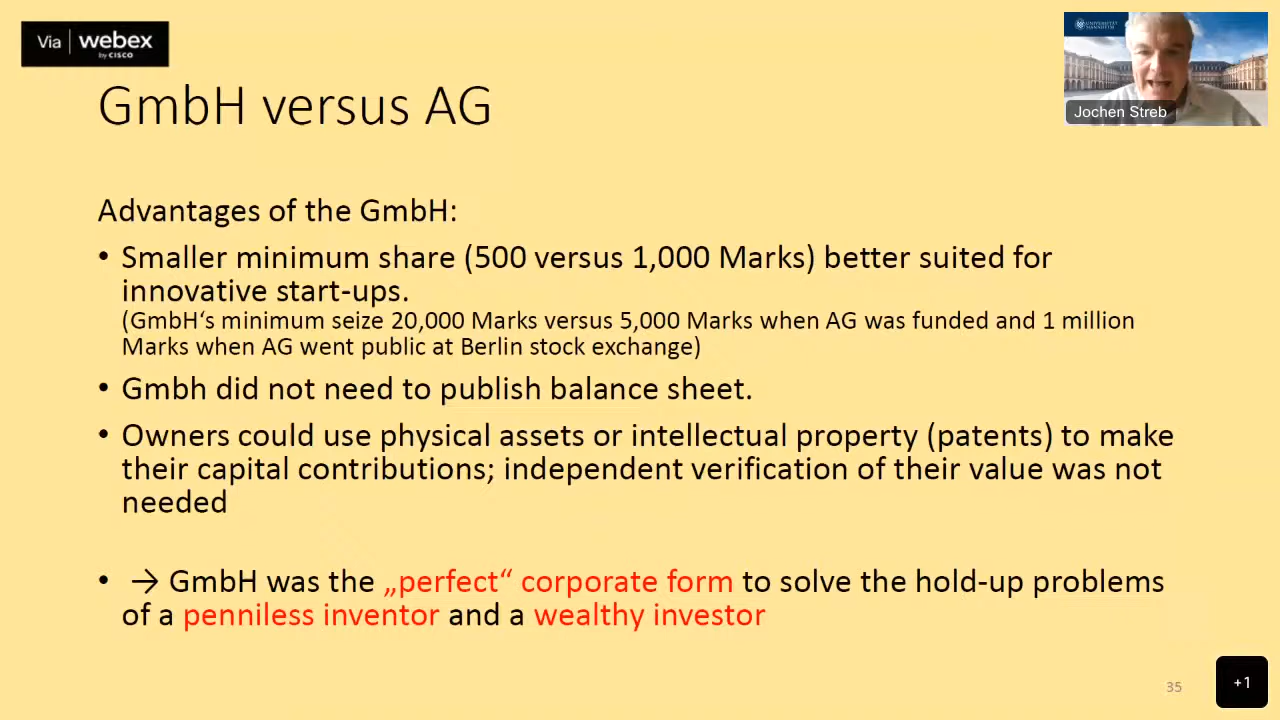 Via webex
by CISCO
GmbH versus AG
UNIVERSITÄT
MANNHEIM
Jochen Streb
Advantages of the GmbH:
• Smaller minimum share (500 versus 1,000 Marks) better suited for
innovative start-ups.
(GmbH‘s minimum seize 20,000 Marks versus 5,000 Marks when AG was funded and 1 million
Marks when AG went public at Berlin stock exchange)
• Gmbh did not need to publish balance sheet.
• Owners could use physical assets or intellectual property (patents) to make
their capital contributions; independent verification of their value was not
needed
• → GmbH was the „perfect“ corporate form to solve the hold-up problems
of a penniless inventor and a wealthy investor
35
+1